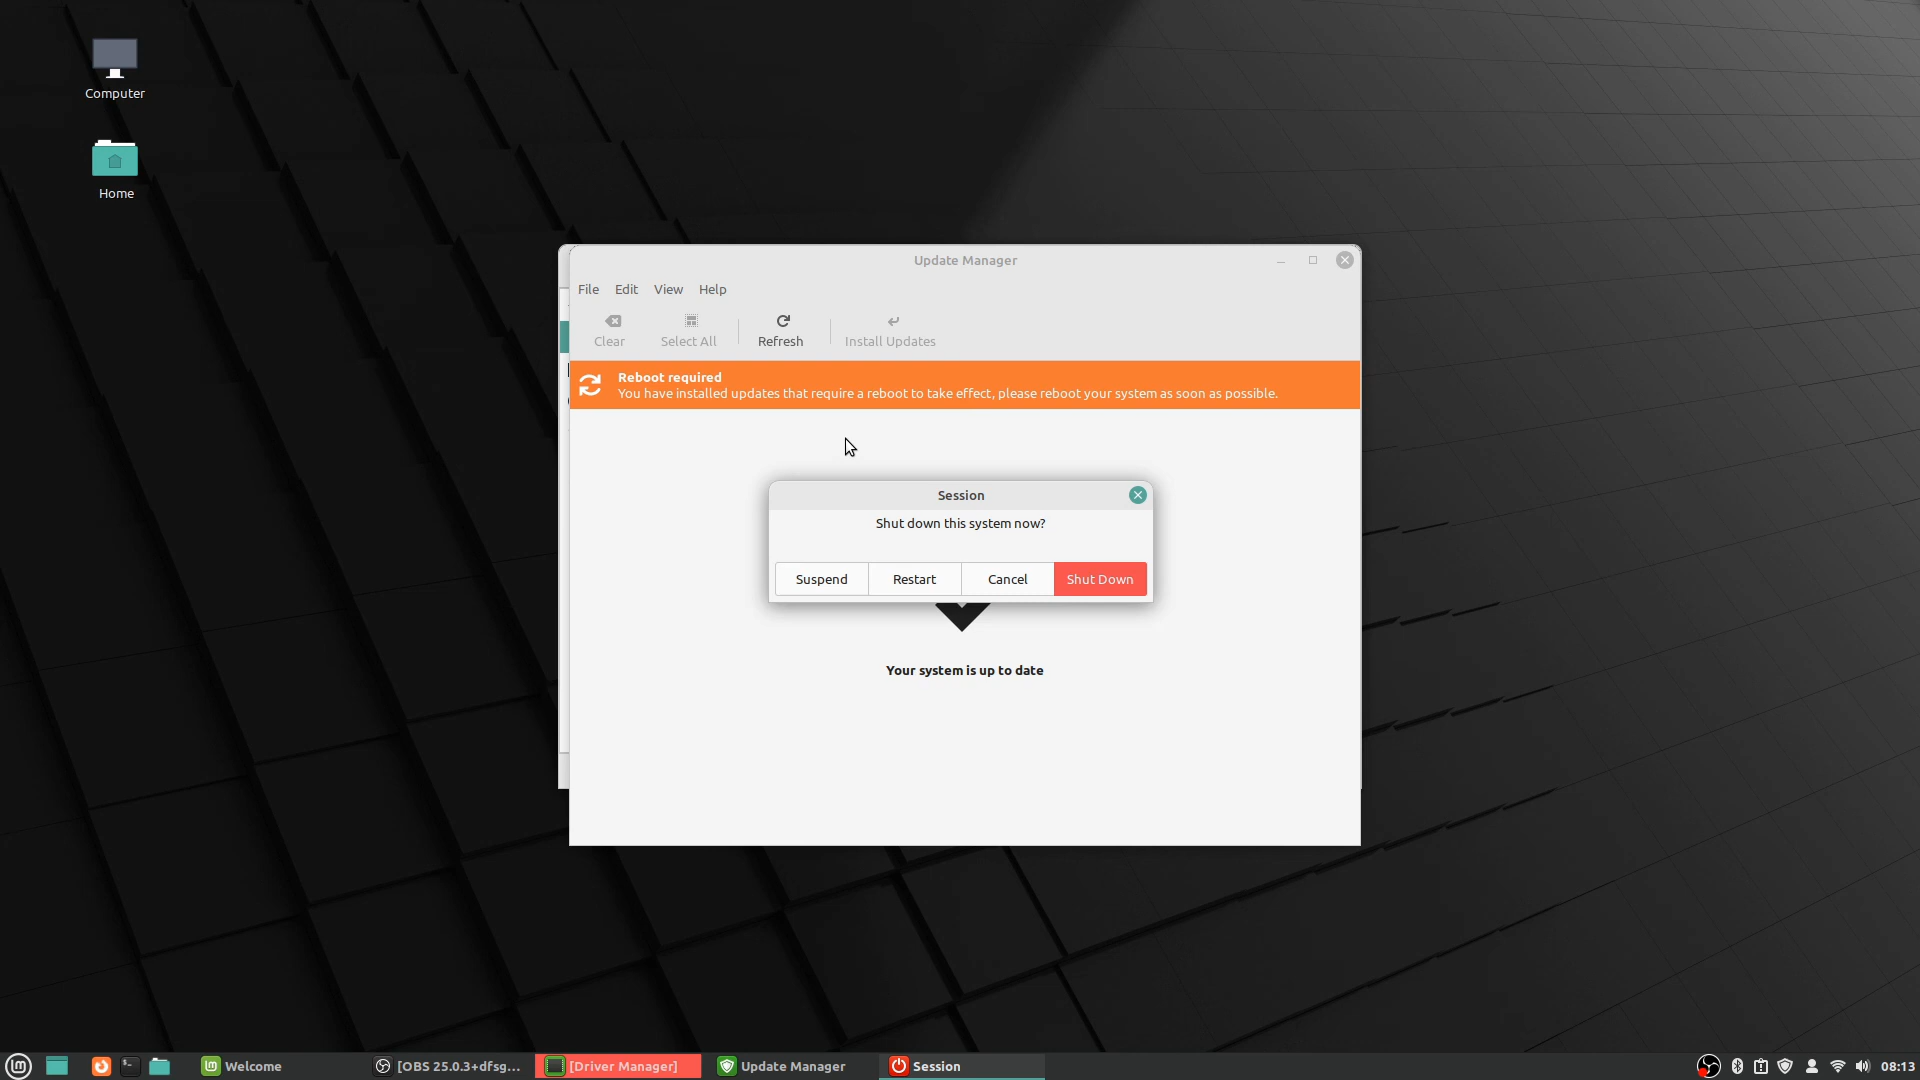 Computer
Home
Update Manager
File Edit View Help
Clear Select All Refresh Install Updates
Reboot required
You have installed updates that require a reboot to take effect, please reboot your system as soon as possible.
Session
Shut down this system now?
Suspend Restart Cancel Shut Down
Your system is up to date
Welcome [OBS 25.0.3+dfsg... [Driver Manager] Update Manager Session 08:13